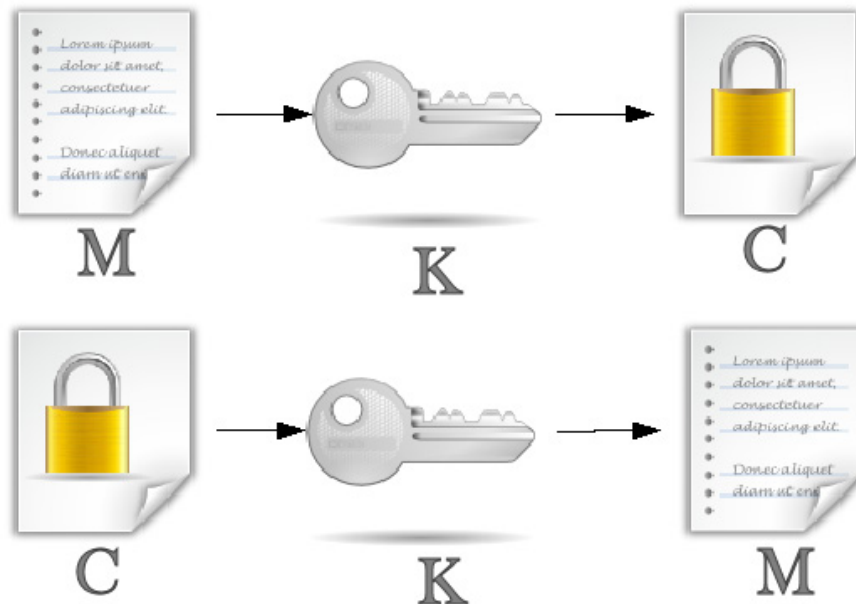 Lorem ipsum
dolor sit amet,
consectetuer
adipiscing elit.
Donec aliquet
diam ut
M
K
C
Lorem ipsum
dolor sit amet,
consectetuer
adipiscing elit
Donec aliquet
diam ut
C
K
M